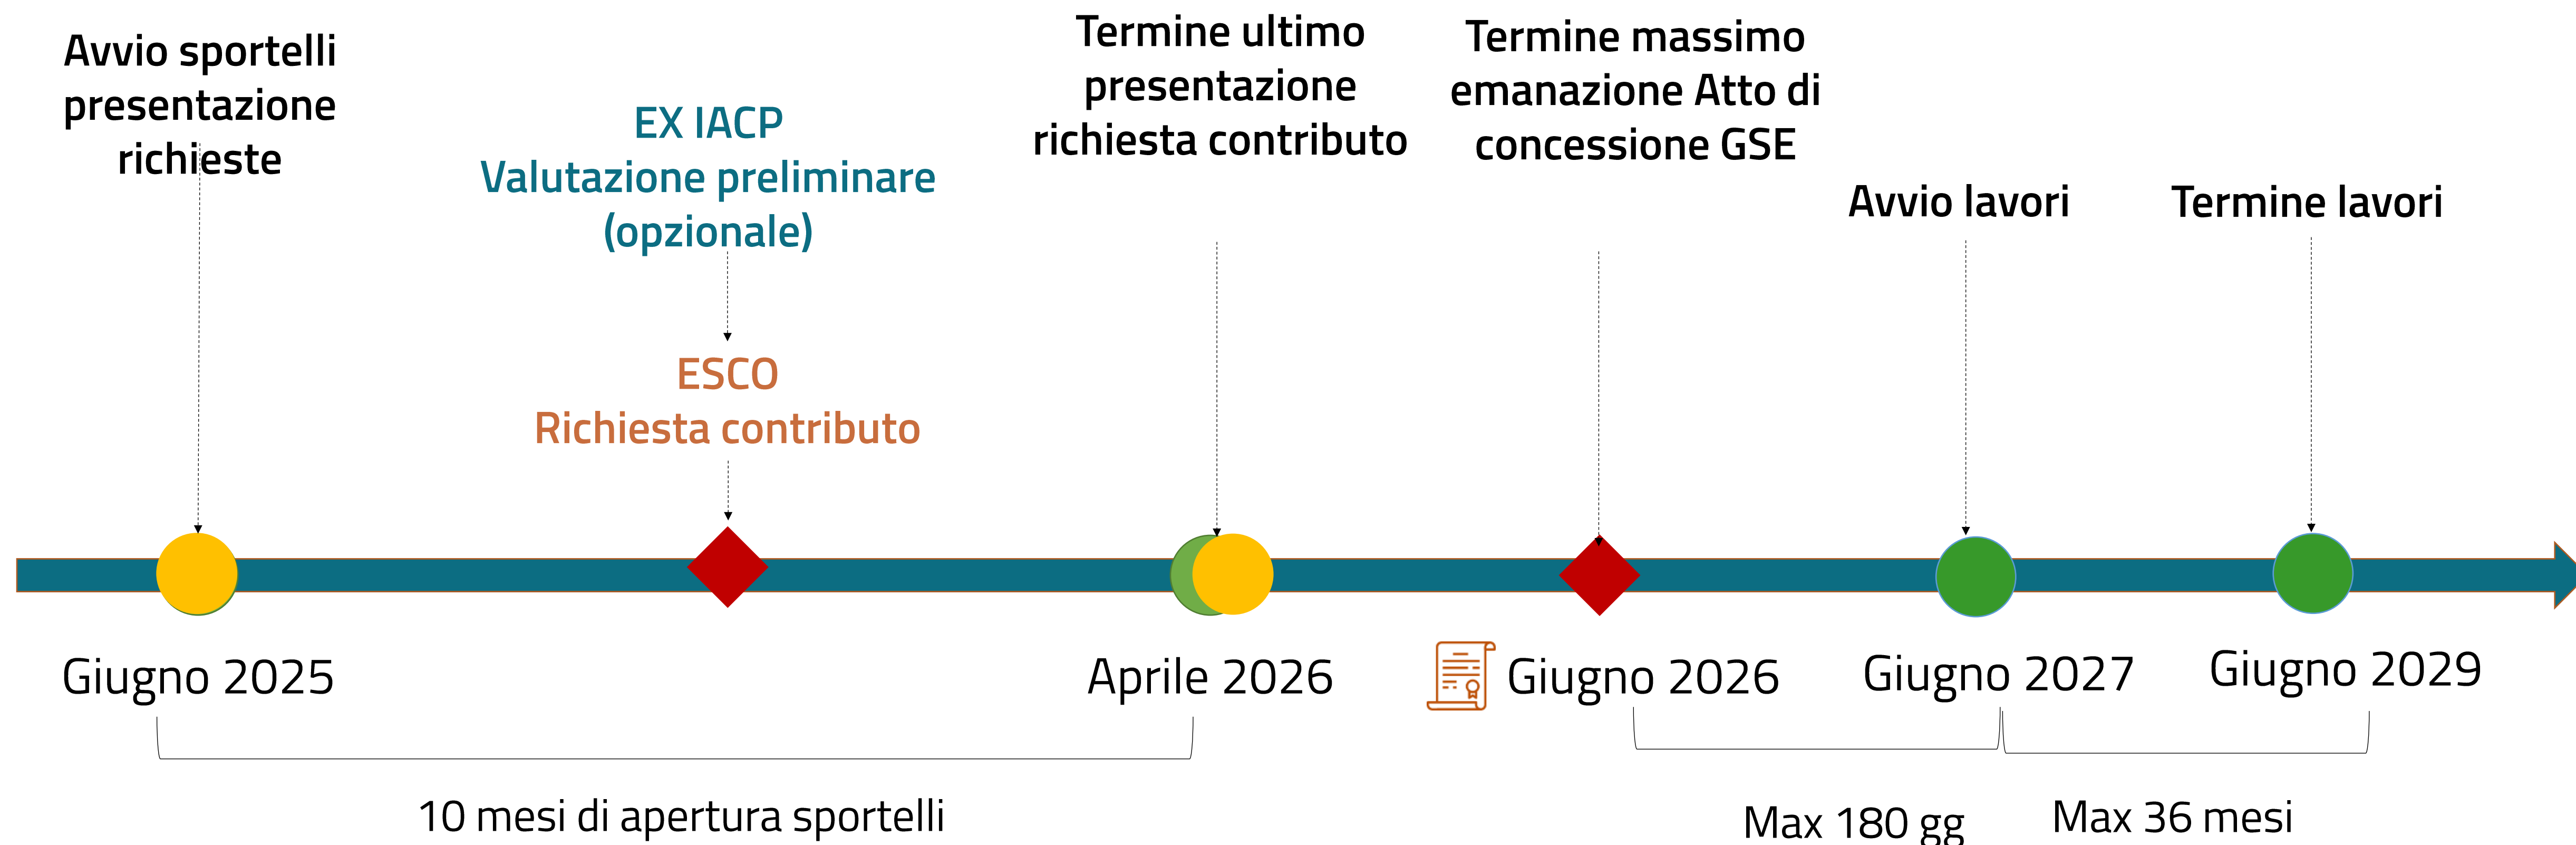 Avvio sportelli
presentazione
richieste
EX IACP
Valutazione preliminare
(opzionale)
ESCO
Richiesta contributo
Termine ultimo
presentazione
richiesta contributo
Termine massimo
emanazione Atto di
concessione GSE
Avvio lavori
Termine lavori
Giugno 2025
Aprile 2026
Giugno 2026
Giugno 2027
Giugno 2029
10 mesi di apertura sportelli
Max 180 gg
Max 36 mesi